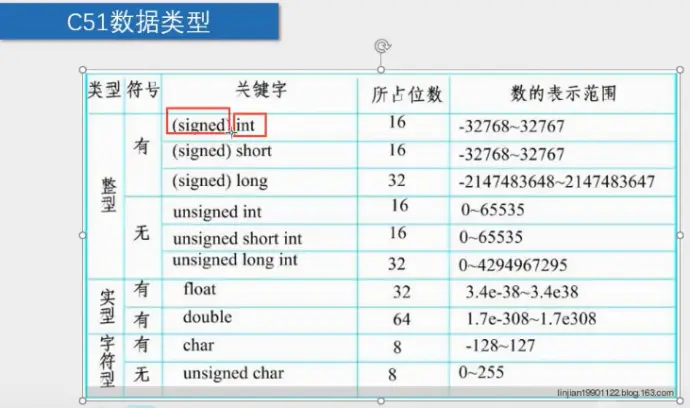 C51数据类型
类型 符号 关键字 所占位数 数的表示范围
整型 有 (signed) int 16 -32768~32767
(signed) short 16 -32768~32767
(signed) long 32 -2147483648~2147483647
无 unsigned int 16 0~65535
unsigned short int 16 0~65535
unsigned long int 32 0~4294967295
实型 有 float 32 3.4e-38~3.4e38
有 double 64 1.7e-308~1.7e308
字符型 有 char 8 -128~127
无 unsigned char 8 0~255
linjian19901122.blog.163.com